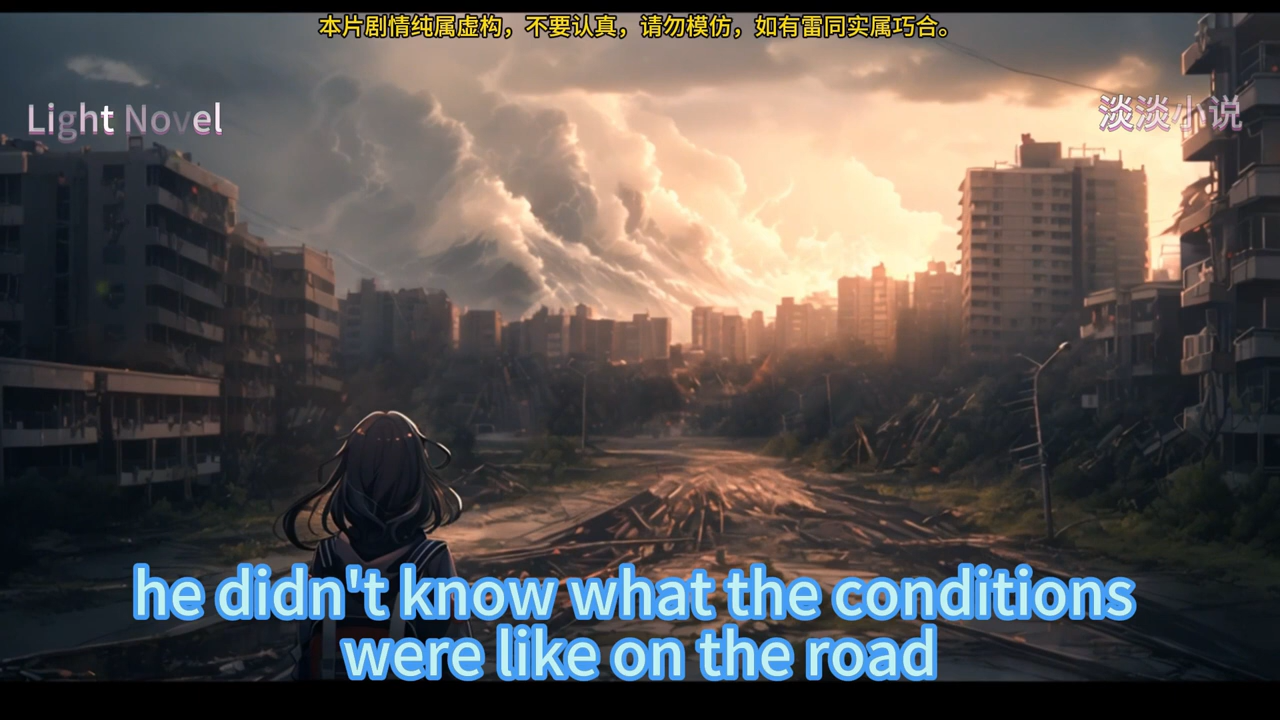 本片剧情纯属虚构，不要认真，请勿模仿，如有雷同实属巧合。
Light Novel
淡淡小说
he didn't know what the conditions
were like on the road